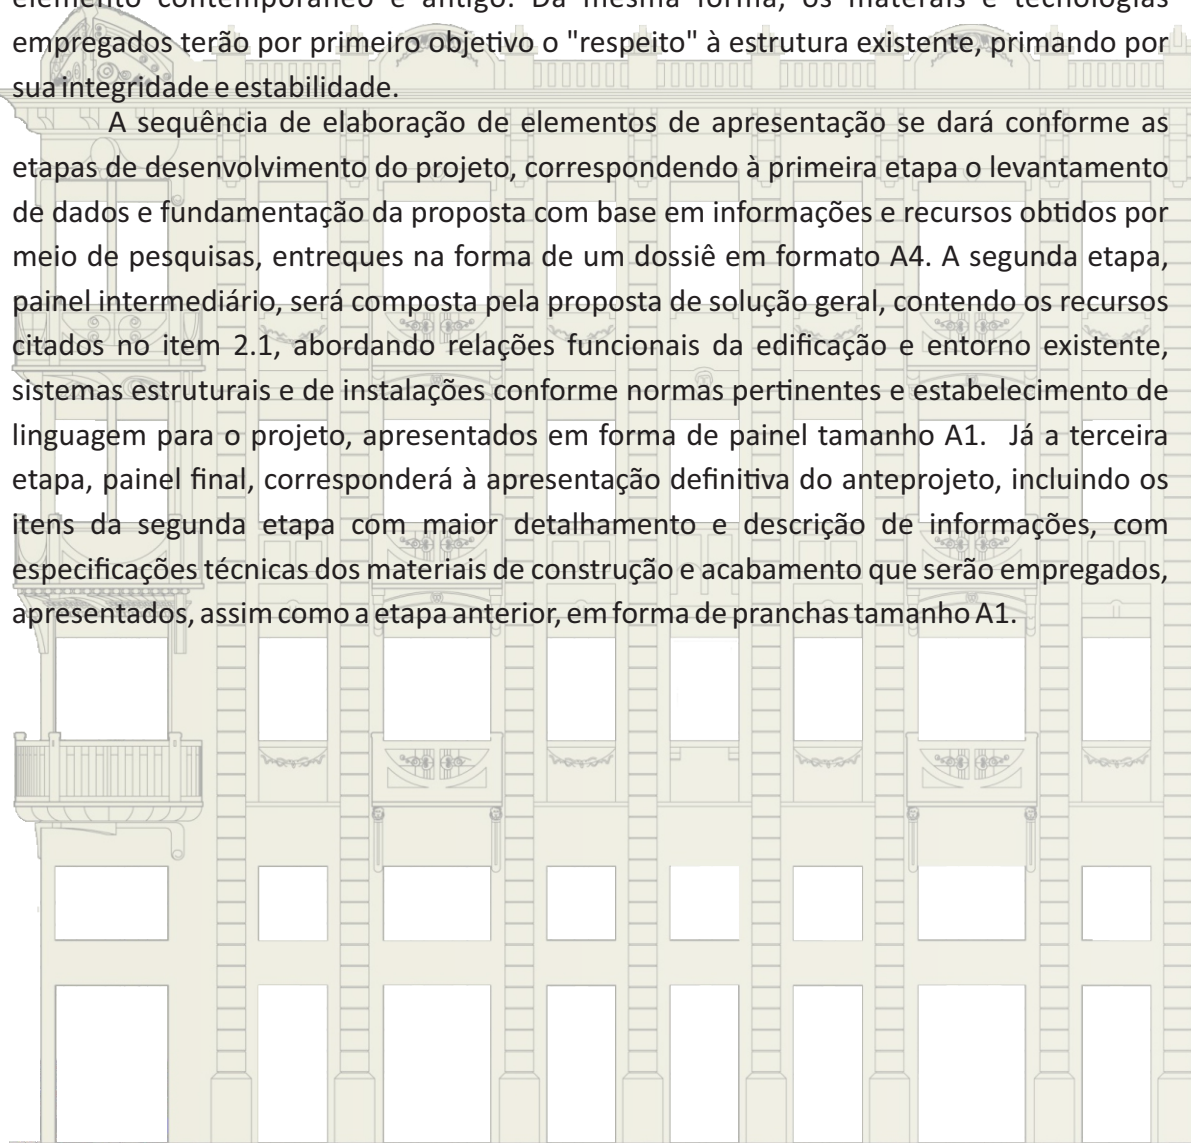 elemento contemporâneo e antigo. Da mesma forma, os materais e tecnologias
empregados terão por primeiro objetivo o "respeito" à estrutura existente, primando por
sua integridade e estabilidade.
A sequência de elaboração de elementos de apresentação se dará conforme as
etapas de desenvolvimento do projeto, correspondendo à primeira etapa o levantamento
de dados e fundamentação da proposta com base em informações e recursos obtidos por
meio de pesquisas, entreques na forma de um dossiê em formato A4. A segunda etapa,
painel intermediário, será composta pela proposta de solução geral, contendo os recursos
citados no item 2.1, abordando relações funcionais da edificação e entorno existente,
sistemas estruturais e de instalações conforme normas pertinentes e estabelecimento de
linguagem para o projeto, apresentados em forma de painel tamanho A1. Já a terceira
etapa, painel final, corresponderá à apresentação definitiva do anteprojeto, incluindo os
itens da segunda etapa com maior detalhamento e descrição de informações, com
especificações técnicas dos materiais de construção e acabamento que serão empregados,
apresentados, assim como a etapa anterior, em forma de pranchas tamanho A1.